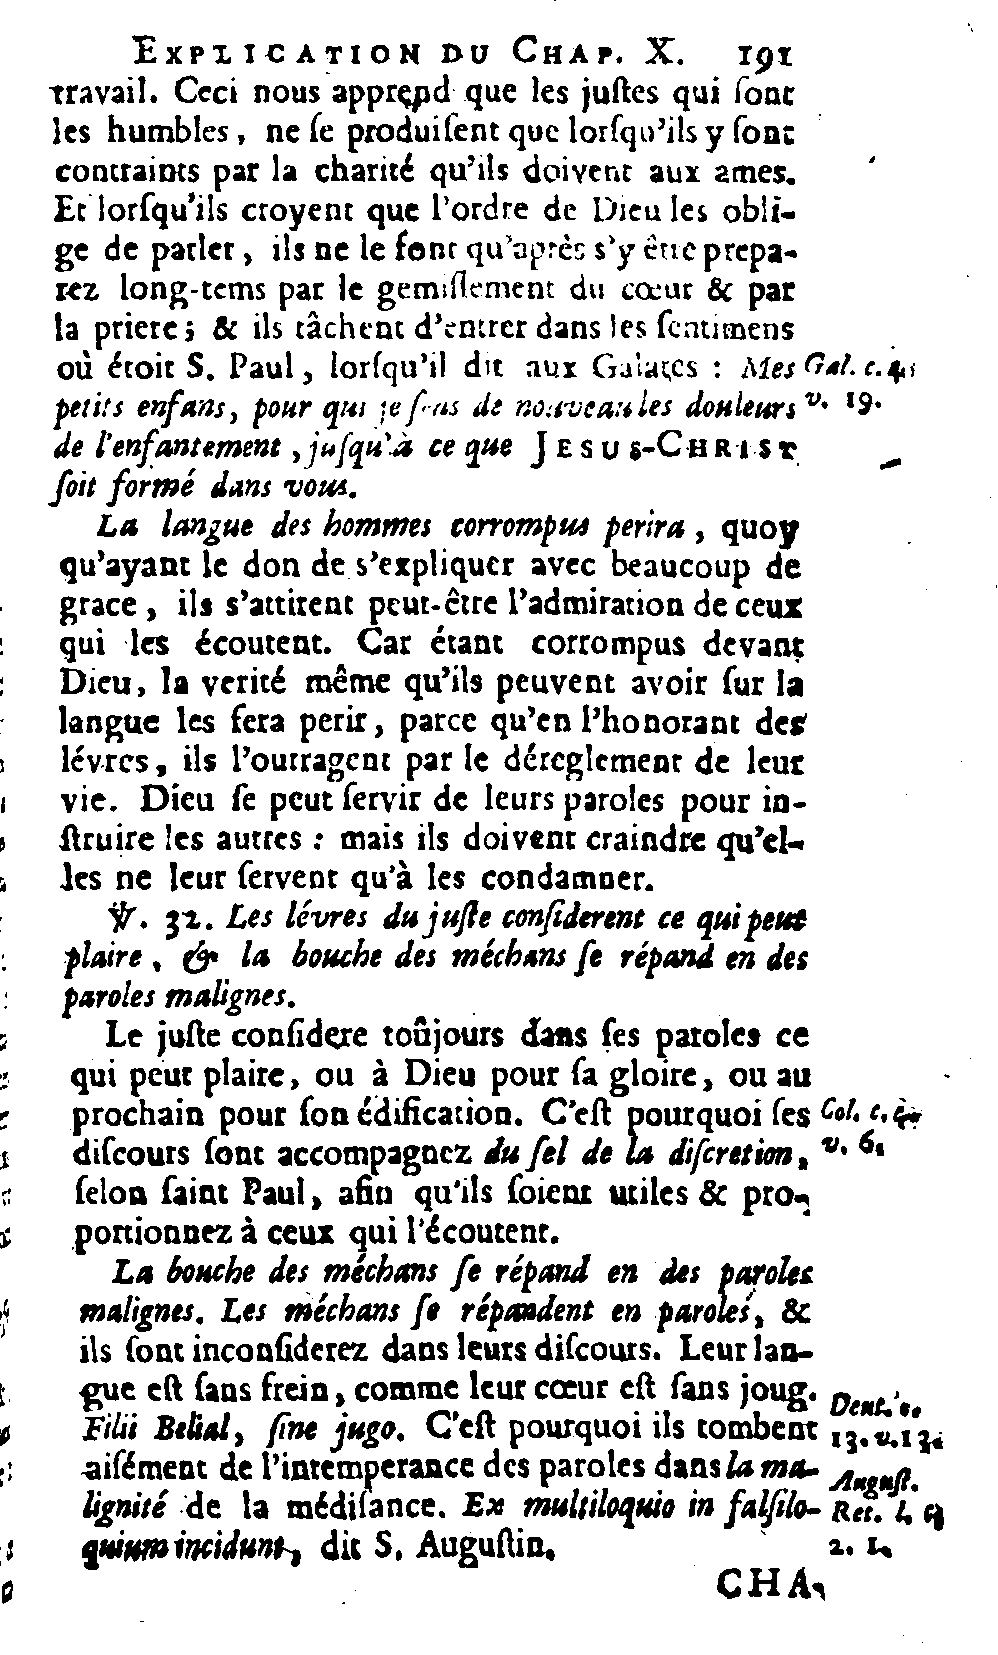 EXPLICATION DU CHAP. X. 191
travail. Ceci nous apprend que les juſtes qui ſont
les humbles, ne ſe produiſent que lorſqu'ils y ſont
contraints par la charité qu'ils doivent aux ames.
Et lorſqu'ils croyent que l'ordre de Dieu les obli-
ge de parler, ils ne le font qu'après s'y être prepa-
rez long-tems par le gemiſſement du cœur & par
la priere; & ils tâchent d'entrer dans les ſentimens
où étoit S. Paul, lorſqu'il dit aux Galates : Mes Gal. c. 4.
petits enfans, pour qui je ſens de nouveau les douleurs v. 19.
de l'enfantement, juſqu'à ce que JESUS-CHRIST
ſoit formé dans vous.
La langue des hommes corrompus perira, quoy
qu'ayant le don de s'expliquer avec beaucoup de
grace, ils s'attirent peut-être l'admiration de ceux
qui les écoutent. Car étant corrompus devant
Dieu, la verité même qu'ils peuvent avoir ſur la
langue les fera perir, parce qu'en l'honorant des
lévres, ils l'outragent par le déreglement de leur
vie. Dieu ſe peut ſervir de leurs paroles pour in-
ſtruire les autres : mais ils doivent craindre qu'el-
les ne leur ſervent qu'à les condamner.
℣. 32. Les lévres du juſte conſiderent ce qui peut
plaire, & la bouche des méchans ſe répand en des
paroles malignes.
Le juſte conſidere toûjours dans ſes paroles ce
qui peut plaire, ou à Dieu pour ſa gloire, ou au
prochain pour ſon édification. C'eſt pourquoi ſes Col. c.
diſcours ſont accompagnez du ſel de la diſcretion, v. 6.
ſelon ſaint Paul, afin qu'ils ſoient utiles & pro-
portionnez à ceux qui l'écoutent.
La bouche des méchans ſe répand en des paroles
malignes. Les méchans ſe répandent en paroles, &
ils ſont inconſiderez dans leurs diſcours. Leur lan-
gue eſt ſans frein, comme leur cœur eſt ſans joug. Deut. c.
Filii Belial, ſine jugo. C'eſt pourquoi ils tombent 13. v. 13.
aiſément de l'intemperance des paroles dans la ma- Auguſt.
lignité de la médiſance. Ex multiloquio in falſilo- Ret. l.
quium incidunt, dit S. Auguſtin. 2. 1.
CHA-